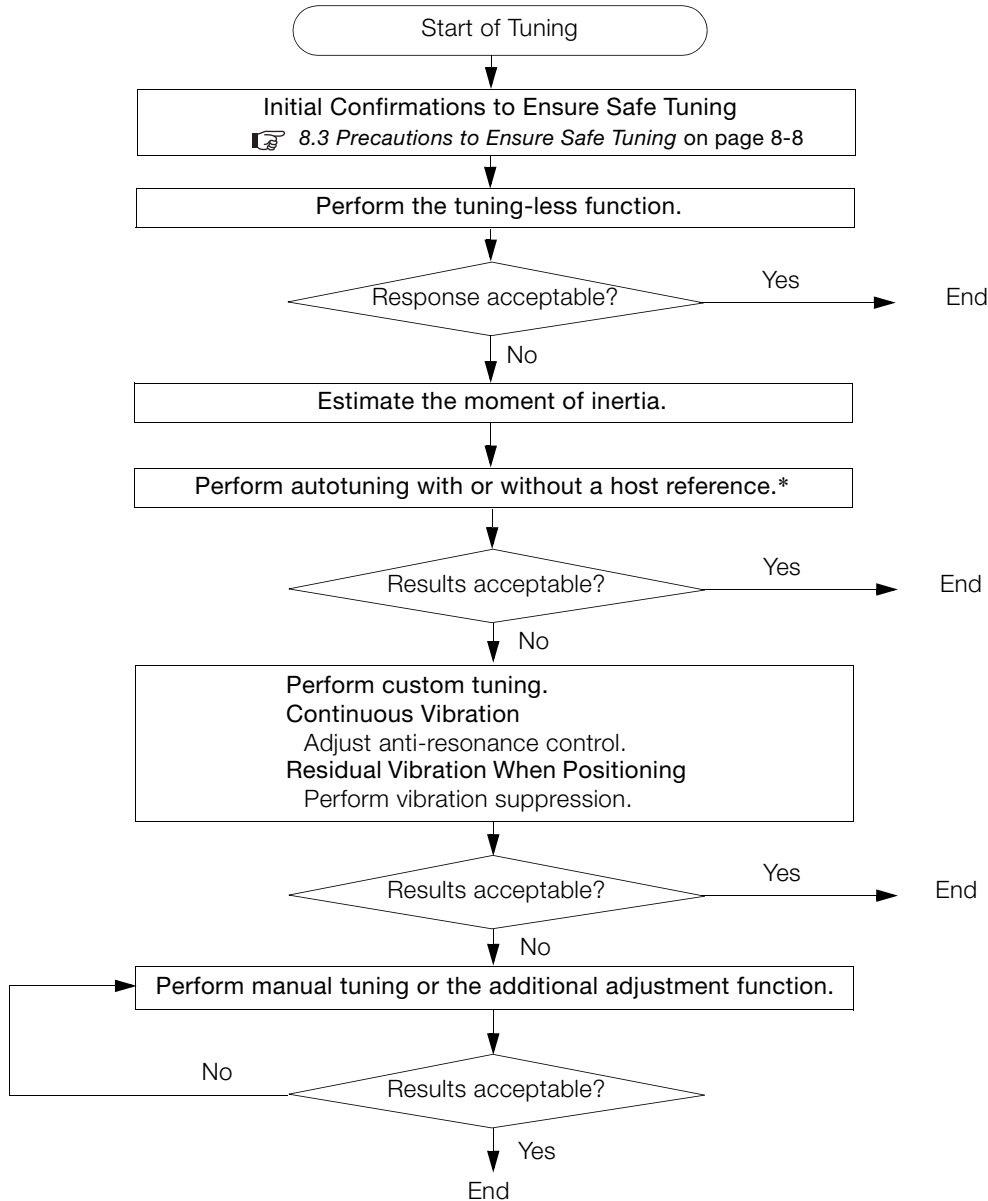 Start of Tuning
Initial Confirmations to Ensure Safe Tuning
8.3 Precautions to Ensure Safe Tuning on page 8-8
Perform the tuning-less function.
Response acceptable?
Yes
End
No
Estimate the moment of inertia.
Perform autotuning with or without a host reference.*
Results acceptable?
Yes
End
No
Perform custom tuning.
Continuous Vibration
Adjust anti-resonance control.
Residual Vibration When Positioning
Perform vibration suppression.
Results acceptable?
Yes
End
No
Perform manual tuning or the additional adjustment function.
No
Results acceptable?
Yes
End